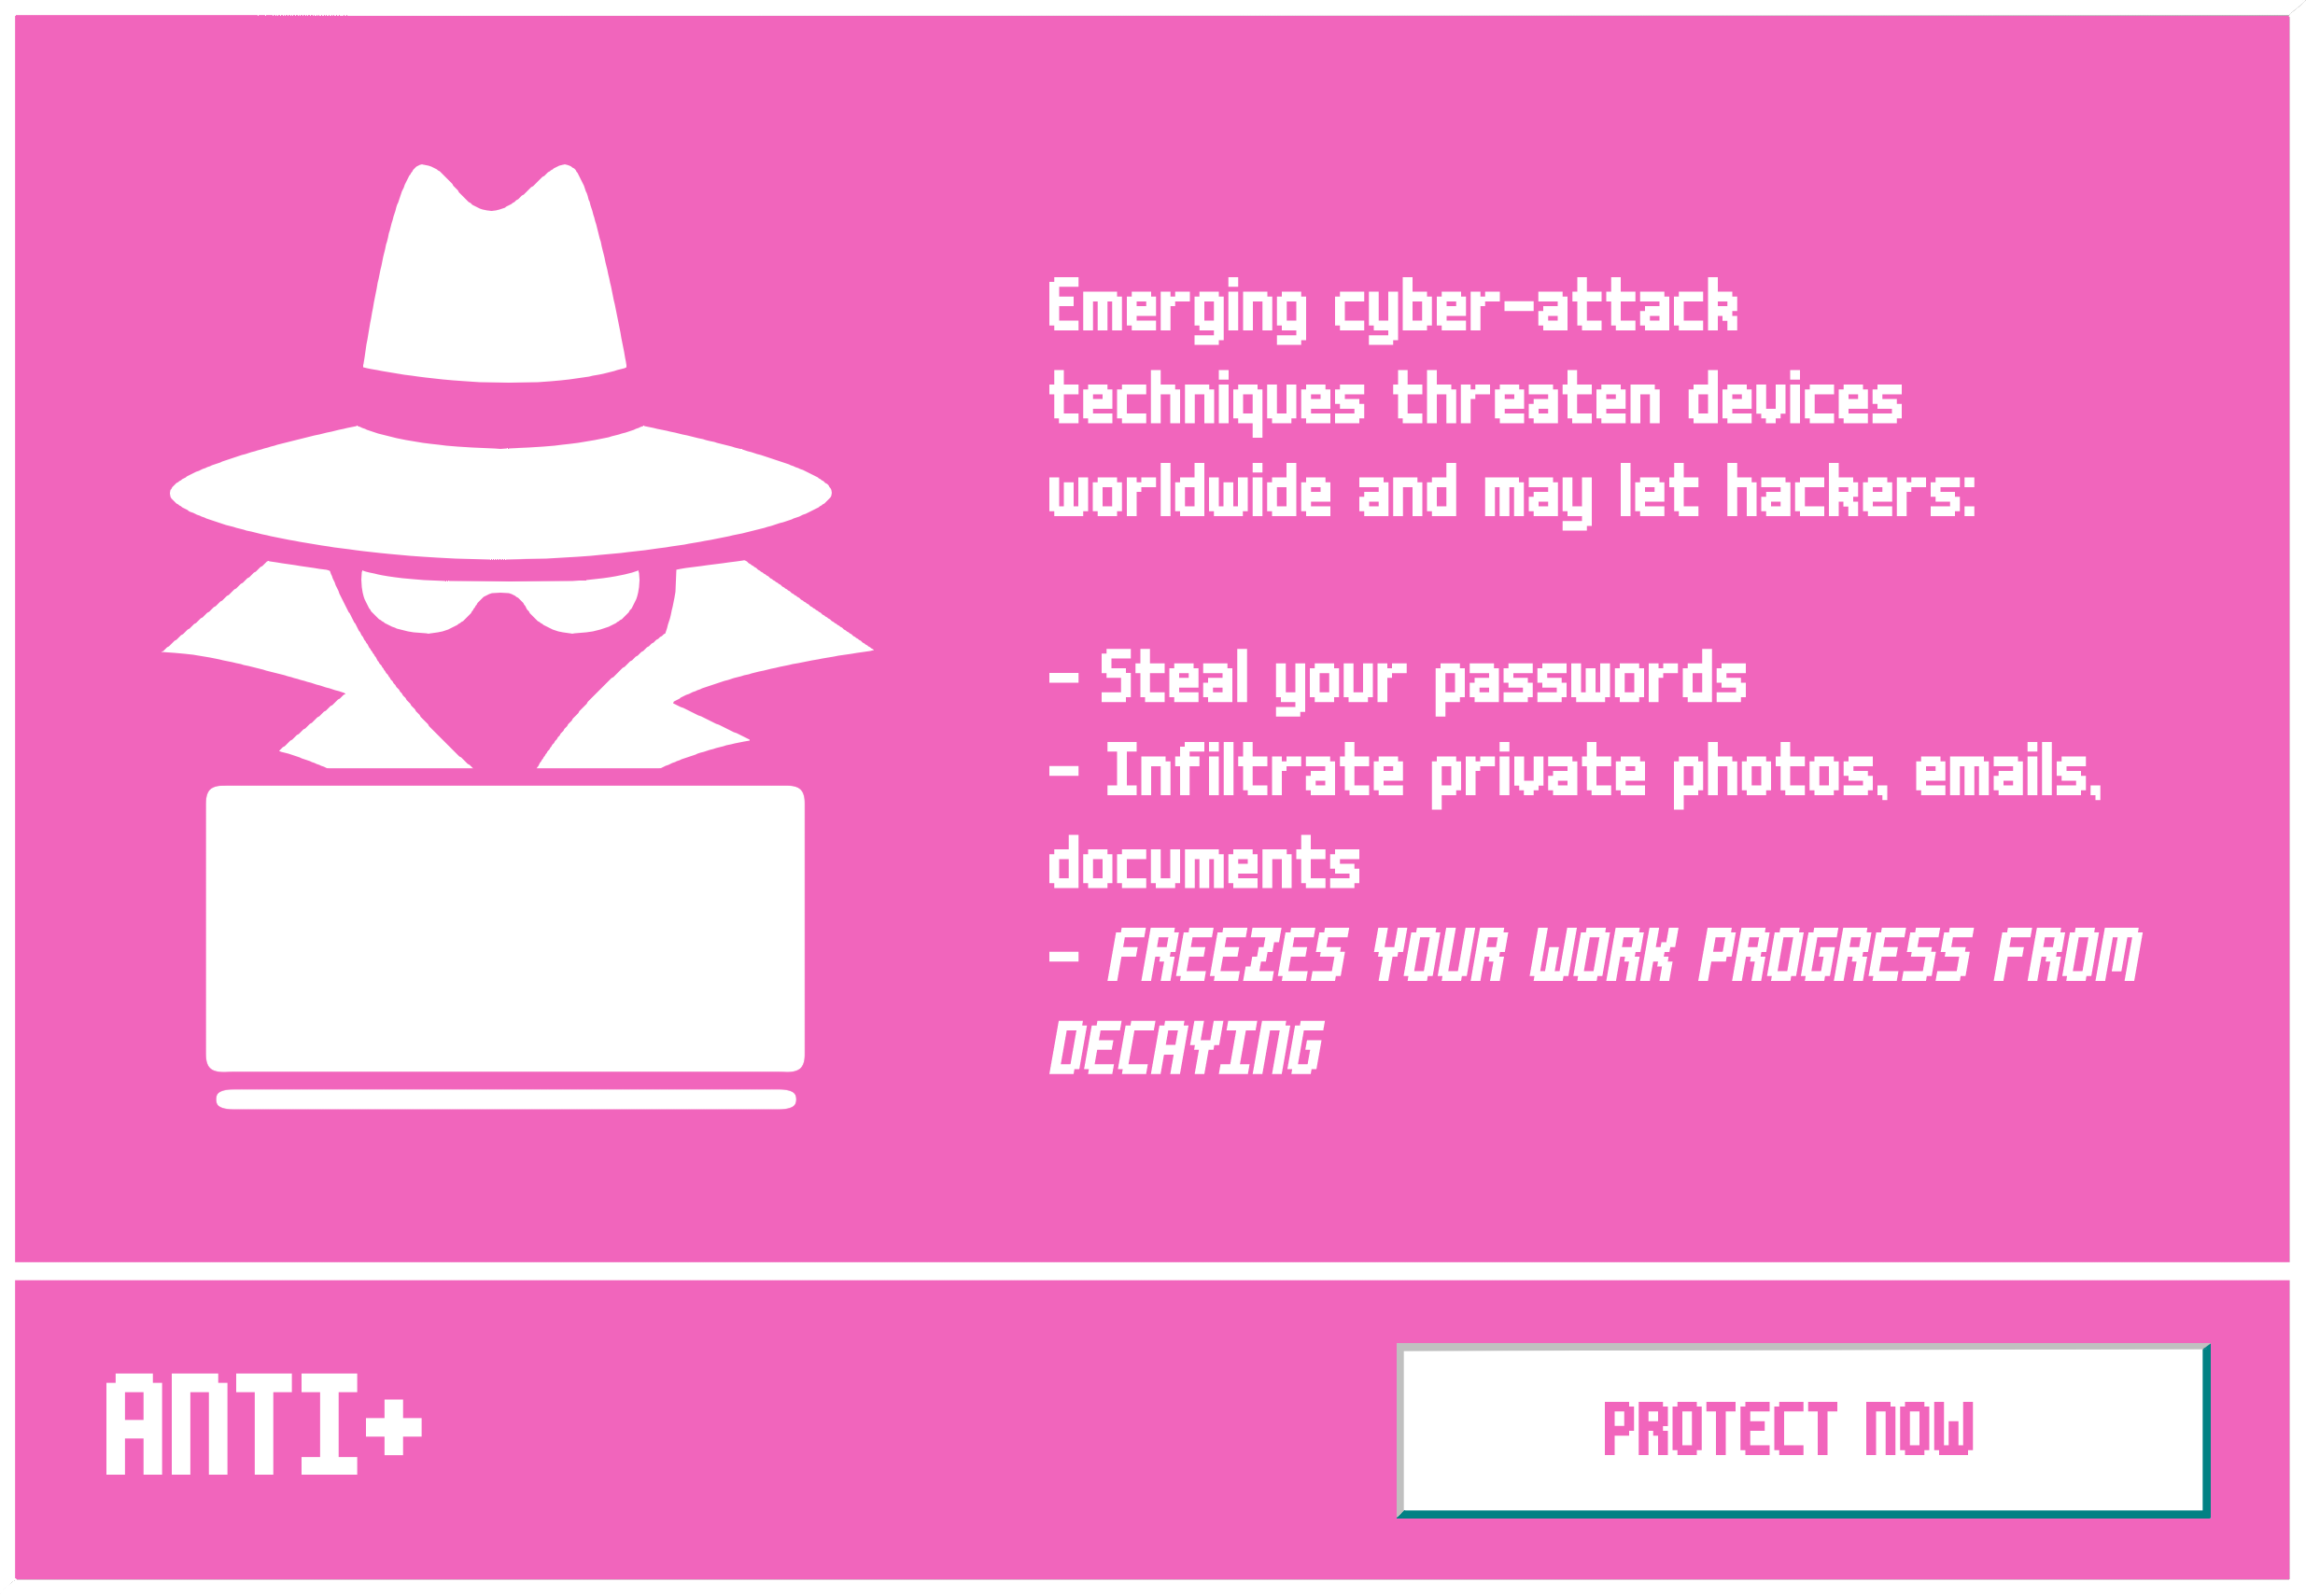 Emerging cyber-attack
techniques threaten devices
worldwide and may let hackers:
- Steal your passwords
- Infiltrate private photos, emails,
documents
- FREEZES YOUR WORK PROGRESS FROM
DECAYING
ANTI+
PROTECT NOW